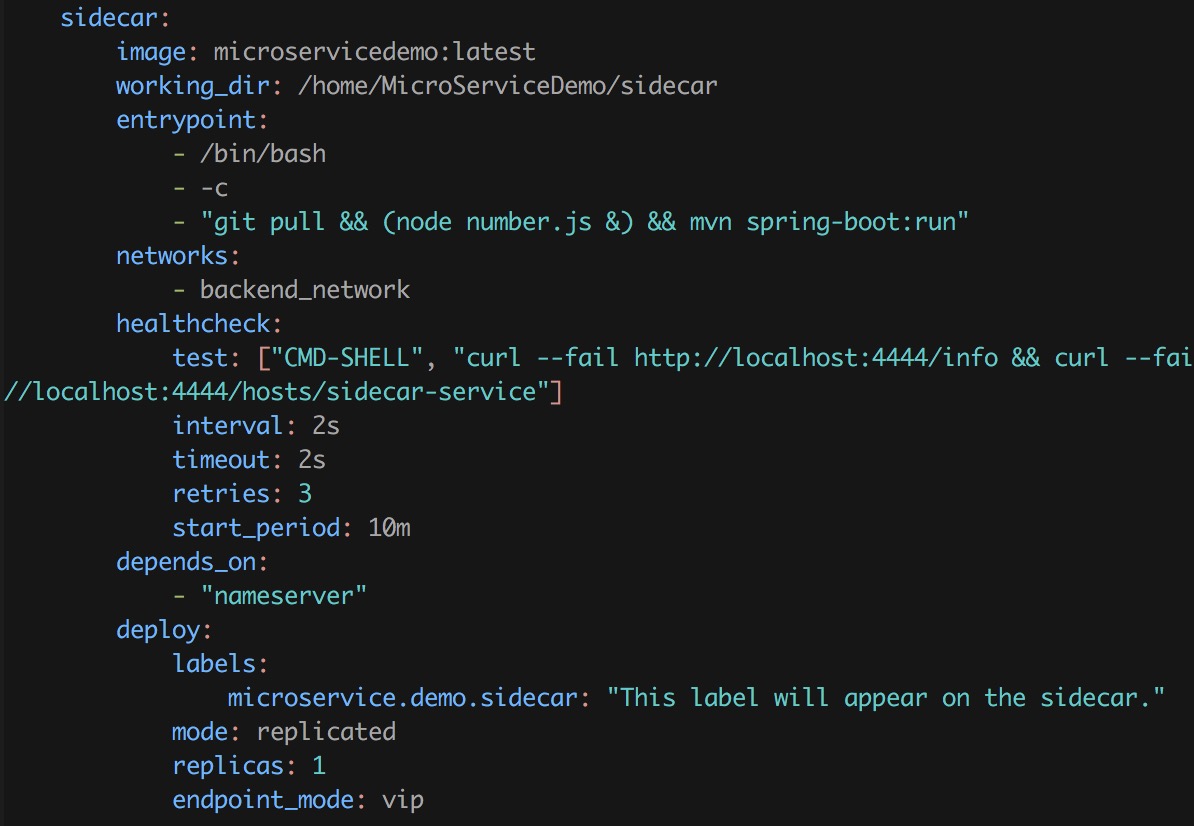 sidecar:
image: microservicedemo:latest
working_dir: /home/MicroServiceDemo/sidecar
entrypoint:
- /bin/bash
- -c
- "git pull && (node number.js &) && mvn spring-boot:run"
networks:
- backend_network
healthcheck:
test: ["CMD-SHELL", "curl --fail http://localhost:4444/info && curl --fai
//localhost:4444/hosts/sidecar-service"]
interval: 2s
timeout: 2s
retries: 3
start_period: 10m
depends_on:
- "nameserver"
deploy:
labels:
microservice.demo.sidecar: "This label will appear on the sidecar."
mode: replicated
replicas: 1
endpoint_mode: vip